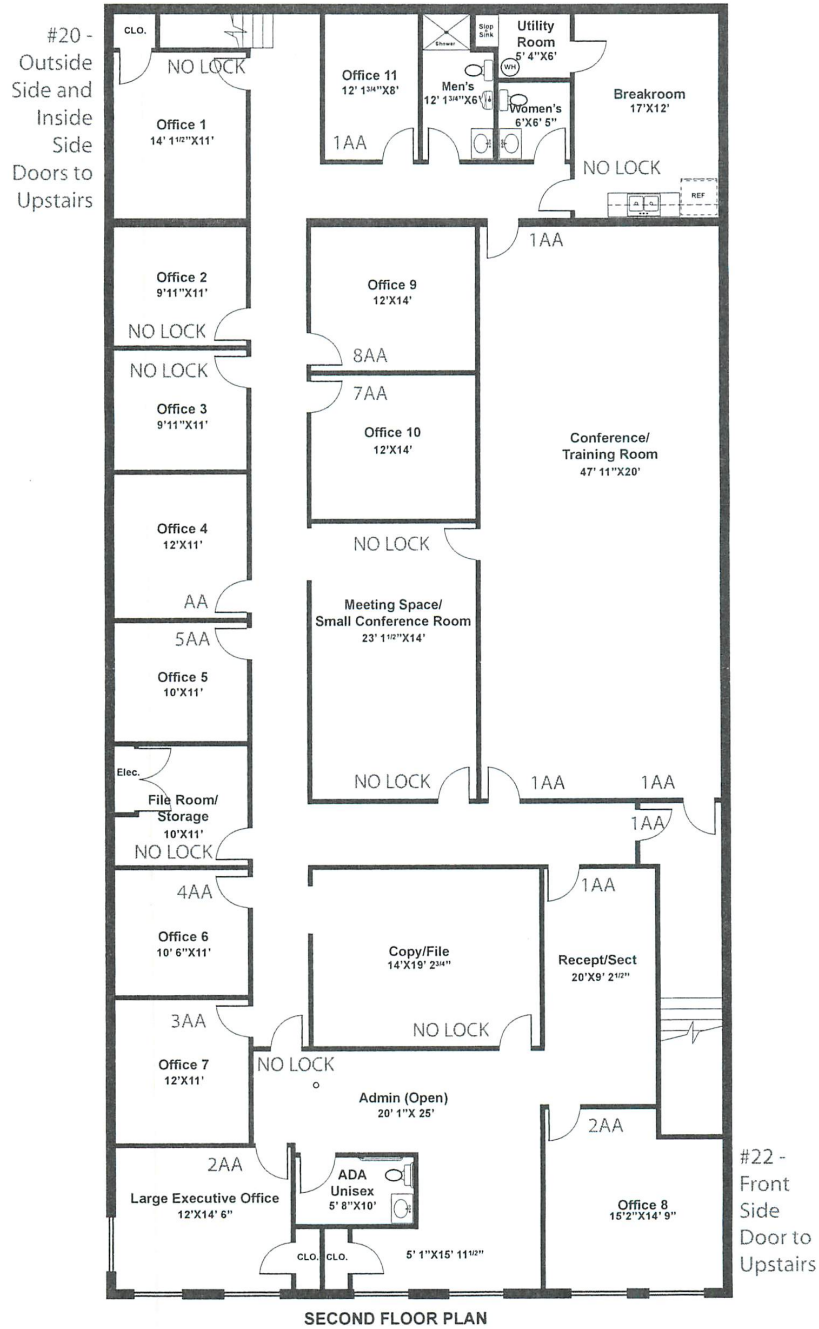 #20 -
Outside
Side and
Inside
Side
Doors to
Upstairs
CLO.
NO LOCK
Office 1
14' 1 1/2"X11'
Office 11
12' 1 3/4"X8'
1AA
Shower
Slop
Sink
Men's
12' 1 3/4"X6'
Utility
Room
5' 4"X6'
WH
Women's
6'X6' 5"
Breakroom
17'X12'
NO LOCK
REF
1AA
Office 2
9'11"X11'
NO LOCK
Office 9
12'X14'
8AA
NO LOCK
Office 3
9'11"X11'
7AA
Office 10
12'X14'
Conference/
Training Room
47' 11"X20'
Office 4
12'X11'
AA
NO LOCK
Meeting Space/
Small Conference Room
23' 1 1/2"X14'
NO LOCK
5AA
Office 5
10'X11'
1AA
1AA
1AA
Elec.
File Room/
Storage
10'X11'
NO LOCK
4AA
Office 6
10' 6"X11'
Copy/File
14'X19' 2 3/4"
NO LOCK
1AA
Recept/Sect
20'X9' 2 1/2"
3AA
Office 7
12'X11'
NO LOCK
Admin (Open)
20' 1"X 25'
2AA
Large Executive Office
12'X14' 6"
ADA
Unisex
5' 8"X10'
CLO.
CLO.
5' 1"X15' 11 1/2"
2AA
Office 8
15'2"X14' 9"
#22 -
Front
Side
Door to
Upstairs
SECOND FLOOR PLAN